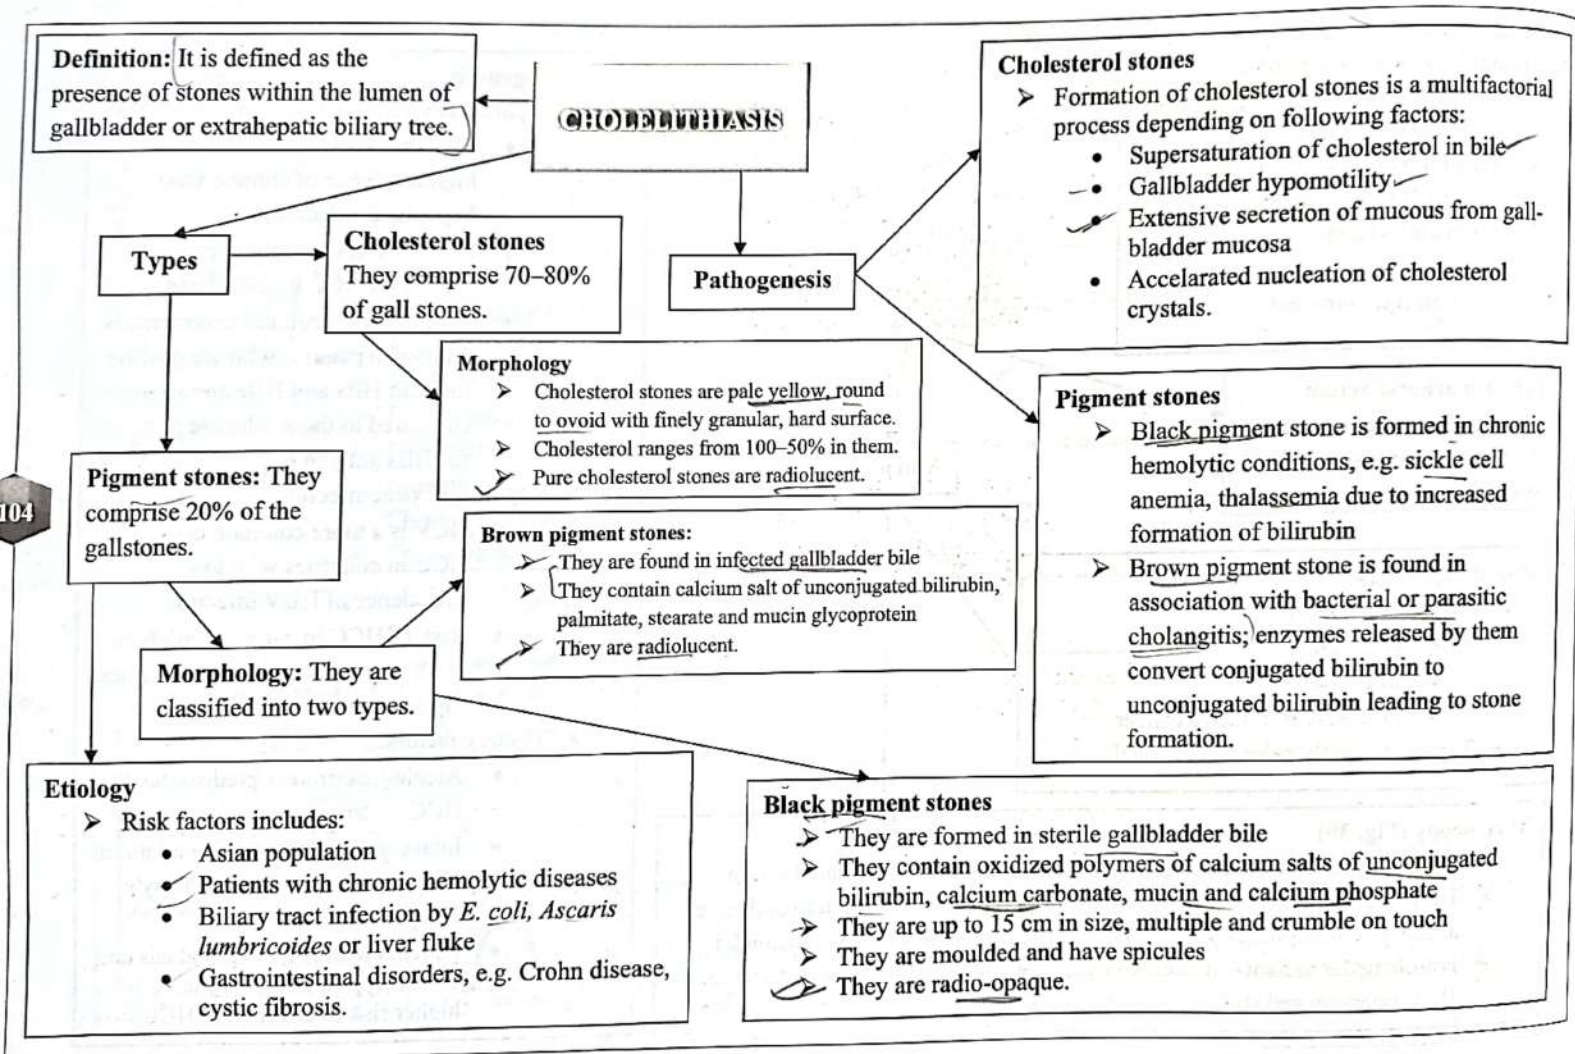 Definition: It is defined as the
presence of stones within the lumen of
gallbladder or extrahepatic biliary tree.
CHOLELITHIASIS
Cholesterol stones
➤ Formation of cholesterol stones is a multifactorial
process depending on following factors:
• Supersaturation of cholesterol in bile
• Gallbladder hypomotility
• Extensive secretion of mucous from gall-
bladder mucosa
• Accelarated nucleation of cholesterol
crystals.
Types
Cholesterol stones
They comprise 70–80%
of gall stones.
Pathogenesis
Morphology
➤ Cholesterol stones are pale yellow, round
to ovoid with finely granular, hard surface.
➤ Cholesterol ranges from 100–50% in them.
➤ Pure cholesterol stones are radiolucent.
Pigment stones
➤ Black pigment stone is formed in chronic
hemolytic conditions, e.g. sickle cell
anemia, thalassemia due to increased
formation of bilirubin
➤ Brown pigment stone is found in
association with bacterial or parasitic
cholangitis; enzymes released by them
convert conjugated bilirubin to
unconjugated bilirubin leading to stone
formation.
104
Pigment stones: They
comprise 20% of the
gallstones.
Brown pigment stones:
➤ They are found in infected gallbladder bile
➤ They contain calcium salt of unconjugated bilirubin,
palmitate, stearate and mucin glycoprotein
➤ They are radiolucent.
Morphology: They are
classified into two types.
Etiology
➤ Risk factors includes:
• Asian population
• Patients with chronic hemolytic diseases
• Biliary tract infection by E. coli, Ascaris
lumbricoides or liver fluke
• Gastrointestinal disorders, e.g. Crohn disease,
cystic fibrosis.
Black pigment stones
➤ They are formed in sterile gallbladder bile
➤ They contain oxidized polymers of calcium salts of unconjugated
bilirubin, calcium carbonate, mucin and calcium phosphate
➤ They are up to 15 cm in size, multiple and crumble on touch
➤ They are moulded and have spicules
➤ They are radio-opaque.